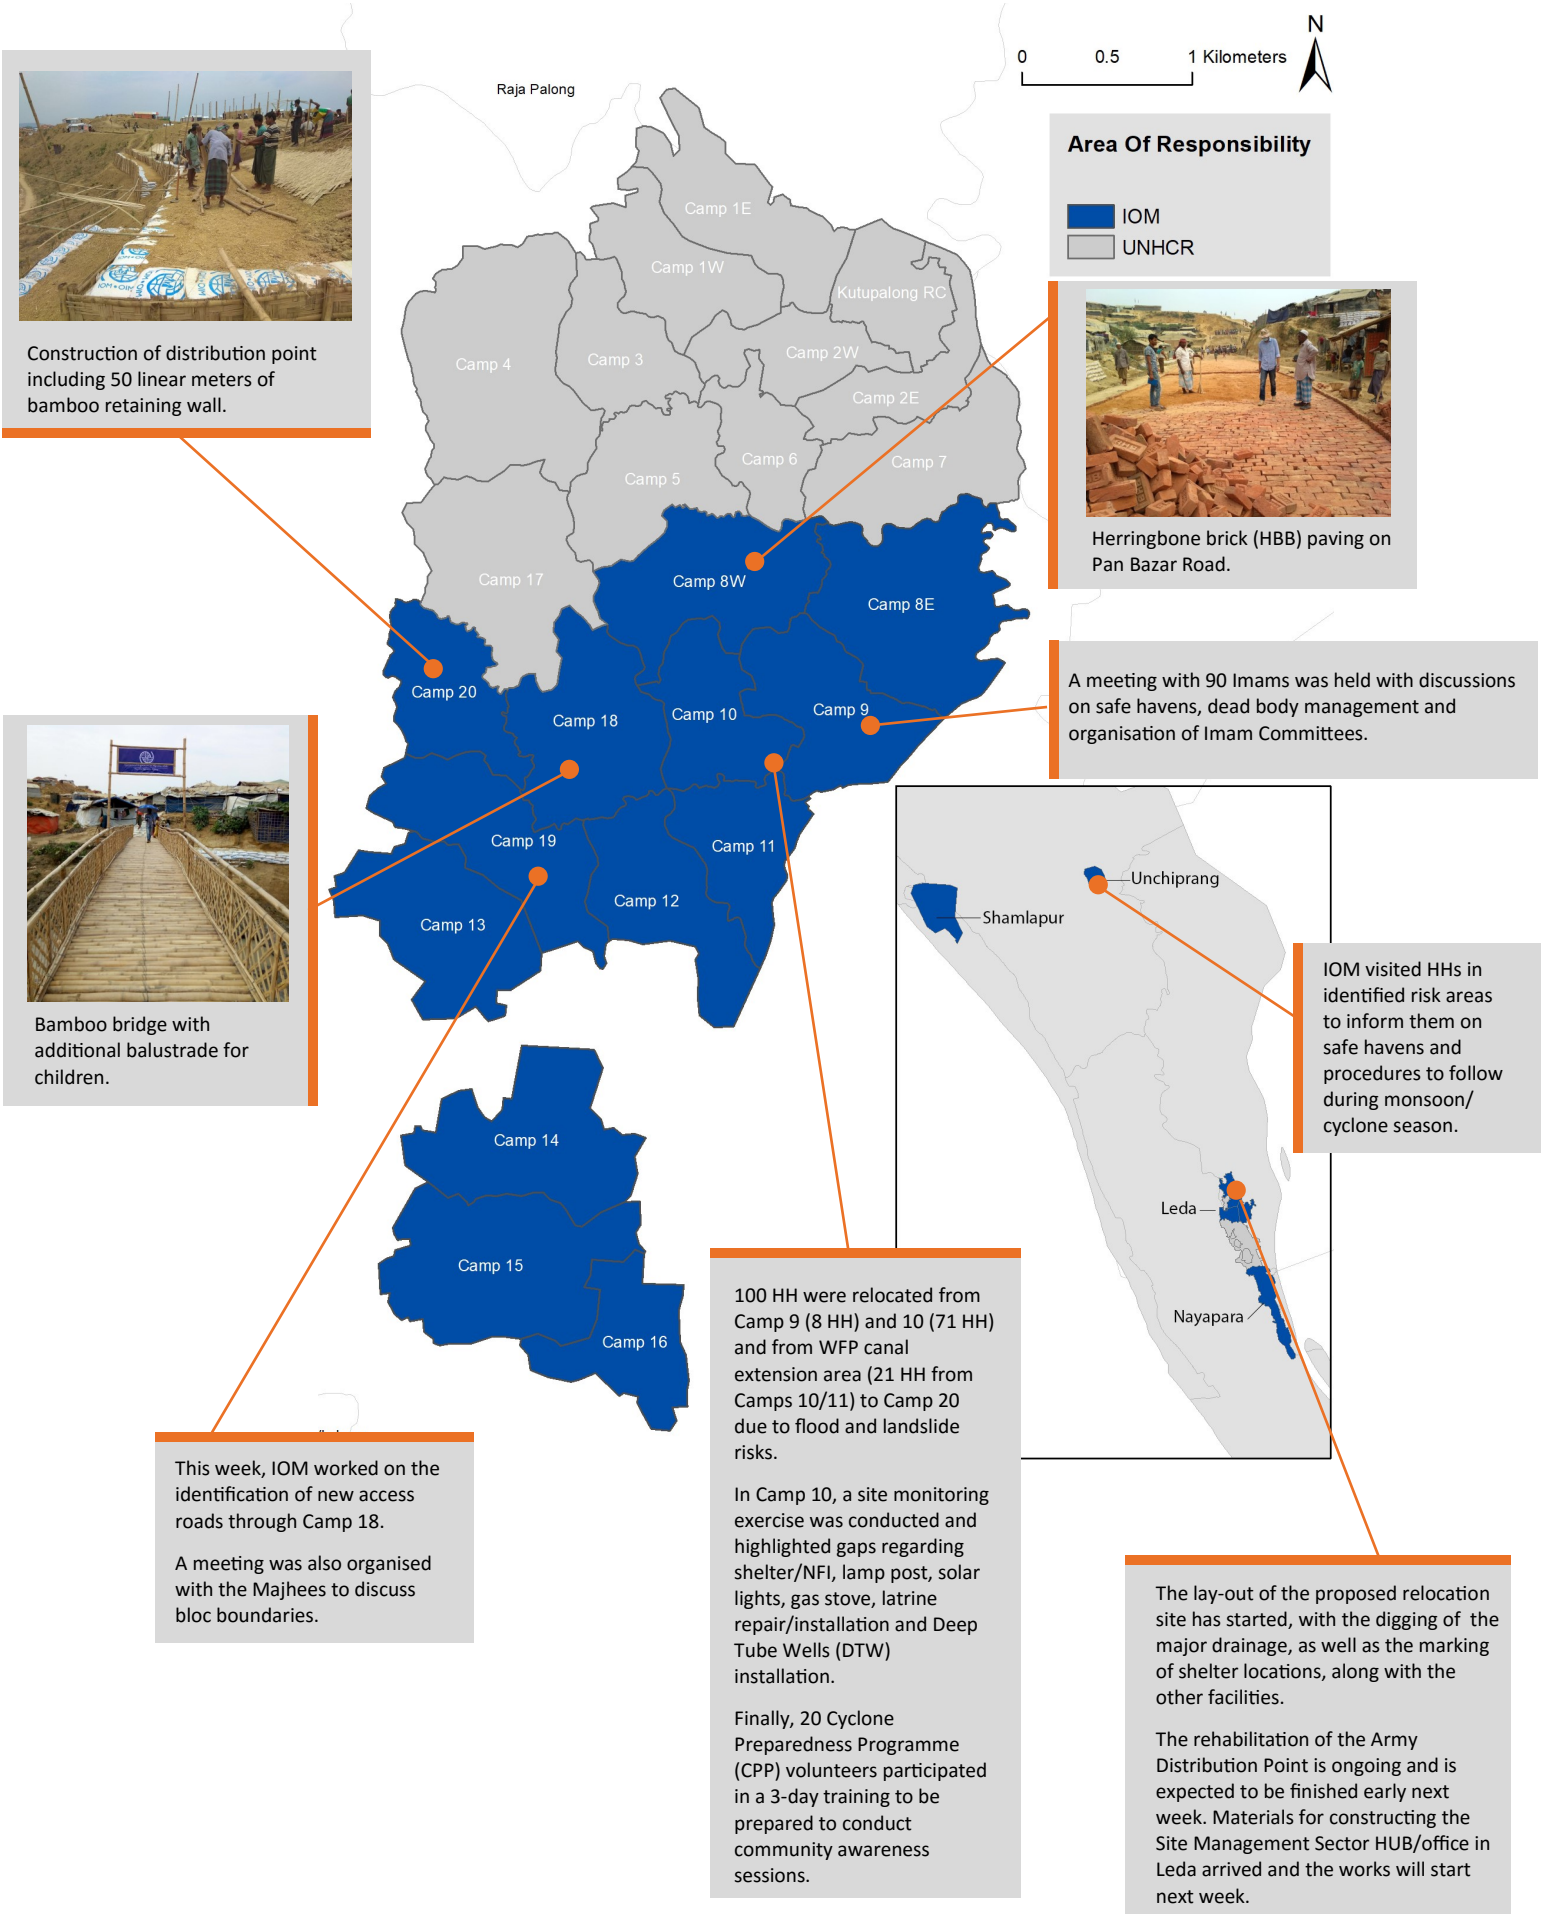 N
0 0.5 1 Kilometers
Raja Palong
Area Of Responsibility
IOM
UNHCR
Construction of distribution point
including 50 linear meters of
bamboo retaining wall.
Herringbone brick (HBB) paving on
Pan Bazar Road.
Camp 1E
Camp 1W
Kutupalong RC
Camp 4
Camp 3
Camp 2W
Camp 2E
Camp 6
Camp 7
Camp 5
Camp 17
Camp 8W
Camp 8E
Camp 20
Camp 18
Camp 10
Camp 9
Camp 19
Camp 11
Camp 12
Camp 13
Camp 14
Camp 15
Camp 16
A meeting with 90 Imams was held with discussions
on safe havens, dead body management and
organisation of Imam Committees.
Bamboo bridge with
additional balustrade for
children.
Unchiprang
Shamlapur
Leda
Nayapara
IOM visited HHs in
identified risk areas
to inform them on
safe havens and
procedures to follow
during monsoon/
cyclone season.
This week, IOM worked on the
identification of new access
roads through Camp 18.
A meeting was also organised
with the Majhees to discuss
bloc boundaries.
100 HH were relocated from
Camp 9 (8 HH) and 10 (71 HH)
and from WFP canal
extension area (21 HH from
Camps 10/11) to Camp 20
due to flood and landslide
risks.
In Camp 10, a site monitoring
exercise was conducted and
highlighted gaps regarding
shelter/NFI, lamp post, solar
lights, gas stove, latrine
repair/installation and Deep
Tube Wells (DTW)
installation.
Finally, 20 Cyclone
Preparedness Programme
(CPP) volunteers participated
in a 3-day training to be
prepared to conduct
community awareness
sessions.
The lay-out of the proposed relocation
site has started, with the digging of the
major drainage, as well as the marking
of shelter locations, along with the
other facilities.
The rehabilitation of the Army
Distribution Point is ongoing and is
expected to be finished early next
week. Materials for constructing the
Site Management Sector HUB/office in
Leda arrived and the works will start
next week.